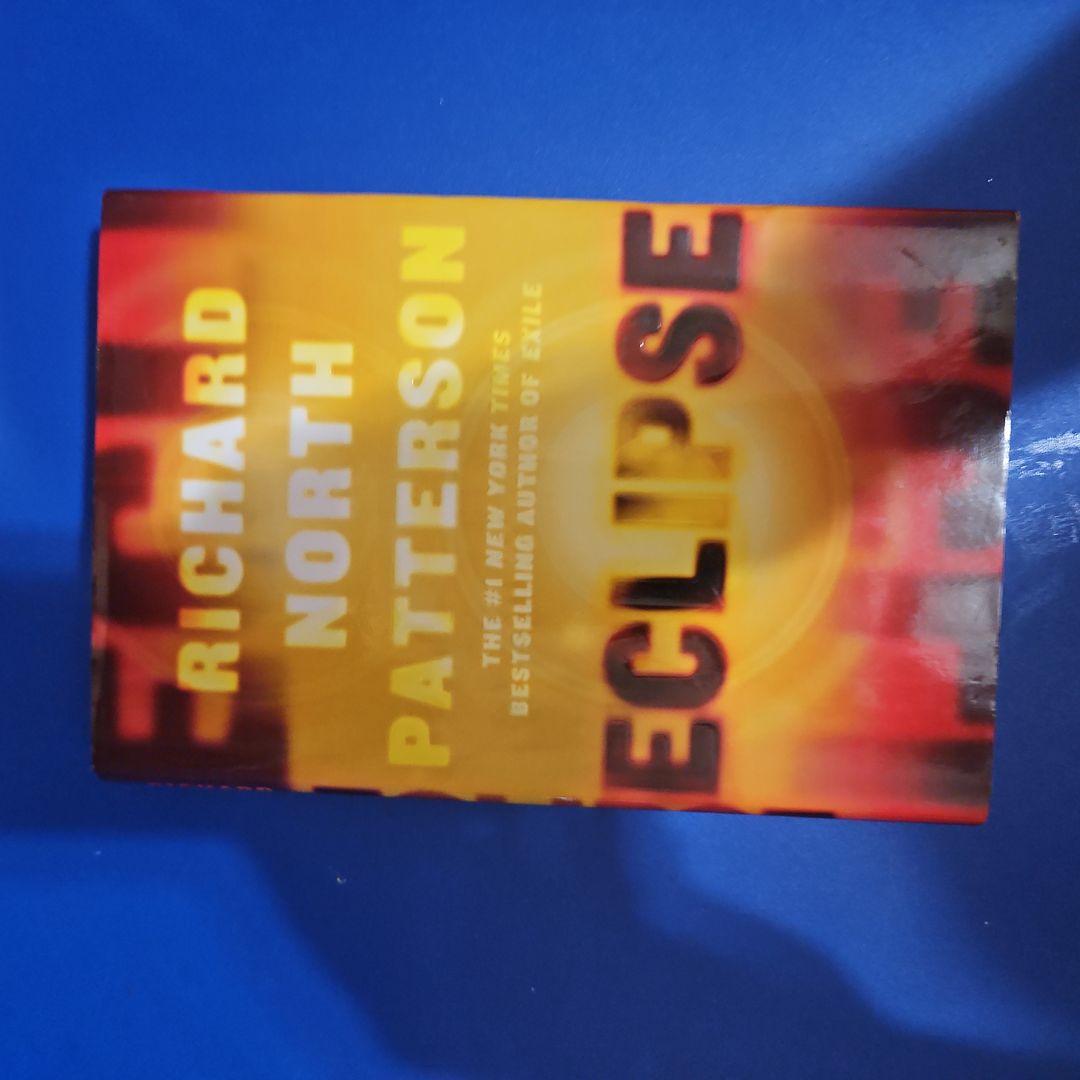 RICHARD
NORTH
PATTERSON
THE #1 NEW YORK TIMES
BESTSELLING AUTHOR OF EXILE
ECLIPSE